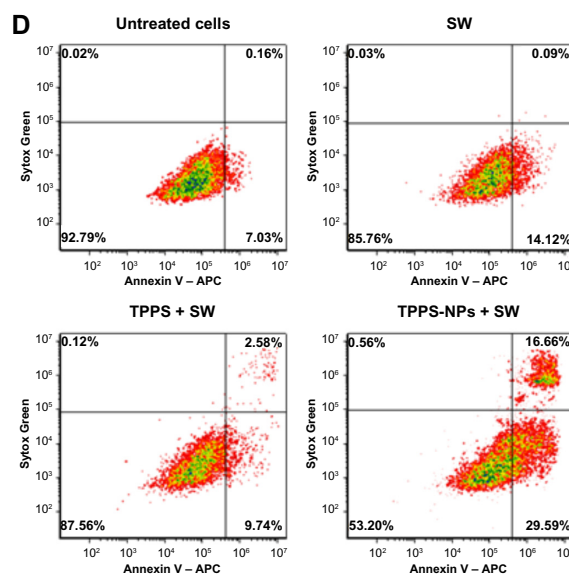 D
Untreated cells
SW
0.02%
0.16%
0.03%
0.09%
Sytox Green
10⁷
10⁶
10⁵
10⁴
10³
10²
Sytox Green
10⁷
10⁶
10⁵
10⁴
10³
10²
92.79%
7.03%
85.76%
14.12%
10² 10³ 10⁴ 10⁵ 10⁶ 10⁷
10² 10³ 10⁴ 10⁵ 10⁶ 10⁷
Annexin V – APC
Annexin V – APC
TPPS + SW
TPPS-NPs + SW
0.12%
2.58%
0.56%
16.66%
Sytox Green
10⁷
10⁶
10⁵
10⁴
10³
10²
Sytox Green
10⁷
10⁶
10⁵
10⁴
10³
10²
87.56%
9.74%
53.20%
29.59%
10² 10³ 10⁴ 10⁵ 10⁶ 10⁷
10² 10³ 10⁴ 10⁵ 10⁶ 10⁷
Annexin V – APC
Annexin V – APC